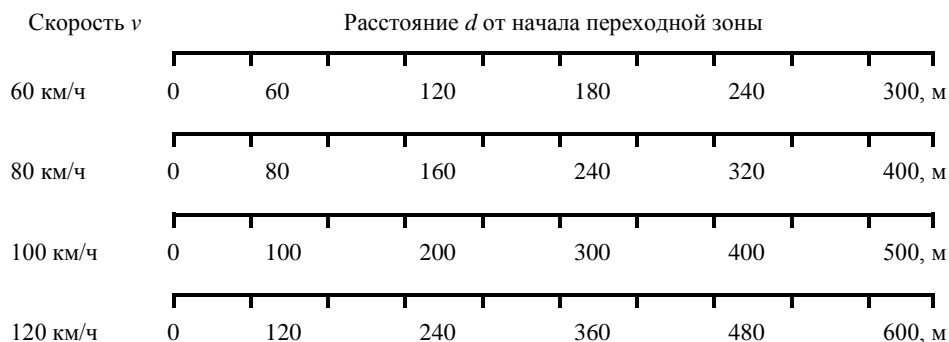 Скорость v Расстояние d от начала переходной зоны
60 км/ч 0 60 120 180 240 300, м
80 км/ч 0 80 160 240 320 400, м
100 км/ч 0 100 200 300 400 500, м
120 км/ч 0 120 240 360 480 600, м